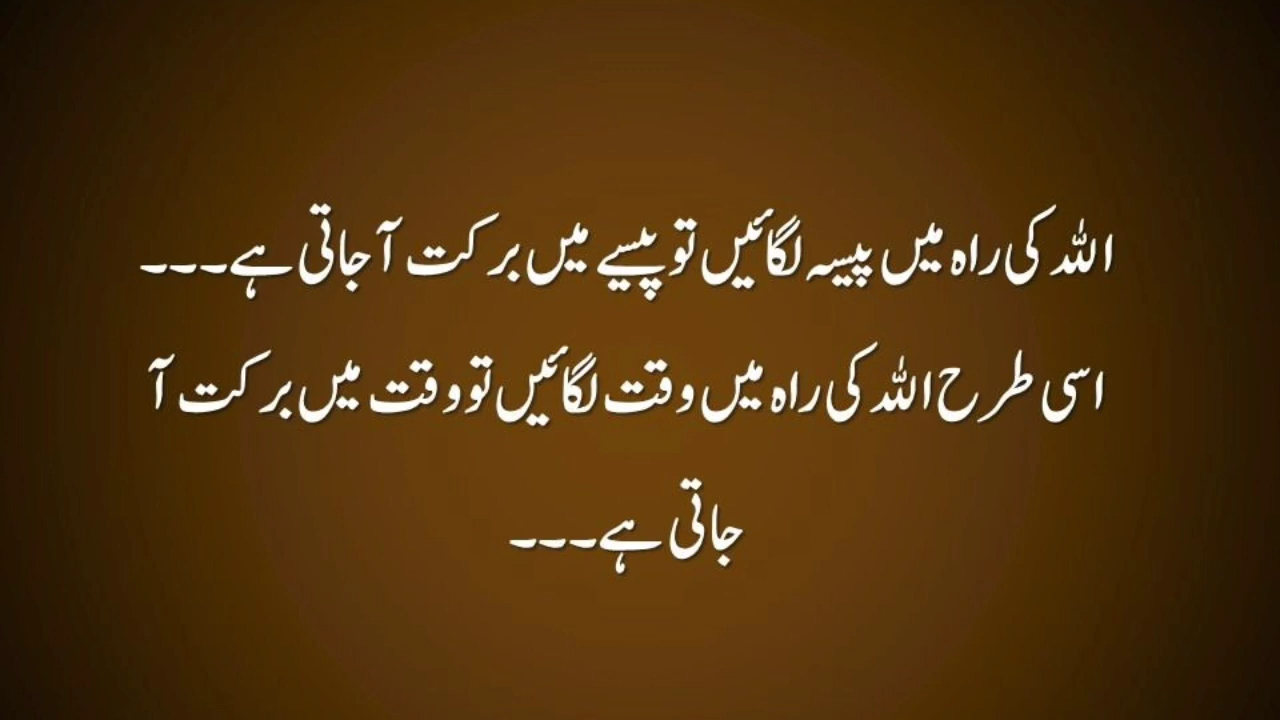 اللہ کی راہ میں پیسہ لگائیں تو پیسے میں برکت آ جاتی ہے۔۔۔
اسی طرح اللہ کی راہ میں وقت لگائیں تو وقت میں برکت آ
جاتی ہے۔۔۔